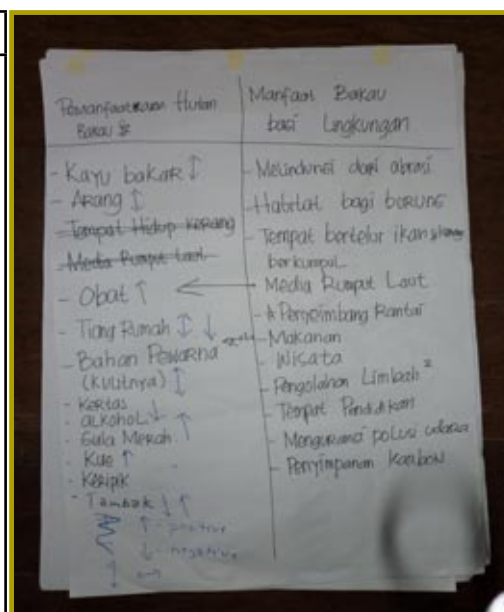 Pemanfaatan Hutan
Bakau
- Kayu bakar ↕
- Arang ↕
- Tempat Hidup Kerang
- Media Rumput Laut
- Obat ↑
- Tiang Rumah ↕ ↓
- Bahan Pewarna
(kulitnya) ↕
- Kertas
- alkohol ↓
- Gula Merah ↑
- Kue ↑
- Keripik
- Tambak ↓ ↑
↑ - positive
↓ - negative
Manfaat Bakau
bagi Lingkungan
- Melindungi dari abrasi
- Habitat bagi burung
- Tempat bertelur ikan
berkumpul
- Media Rumput Laut
- Penyeimbang Rantai
- Makanan
- Wisata
- Pengolahan Limbah
- Tempat Pendidikan
- Mengurangi polusi udara
- Penyimpanan Karbon